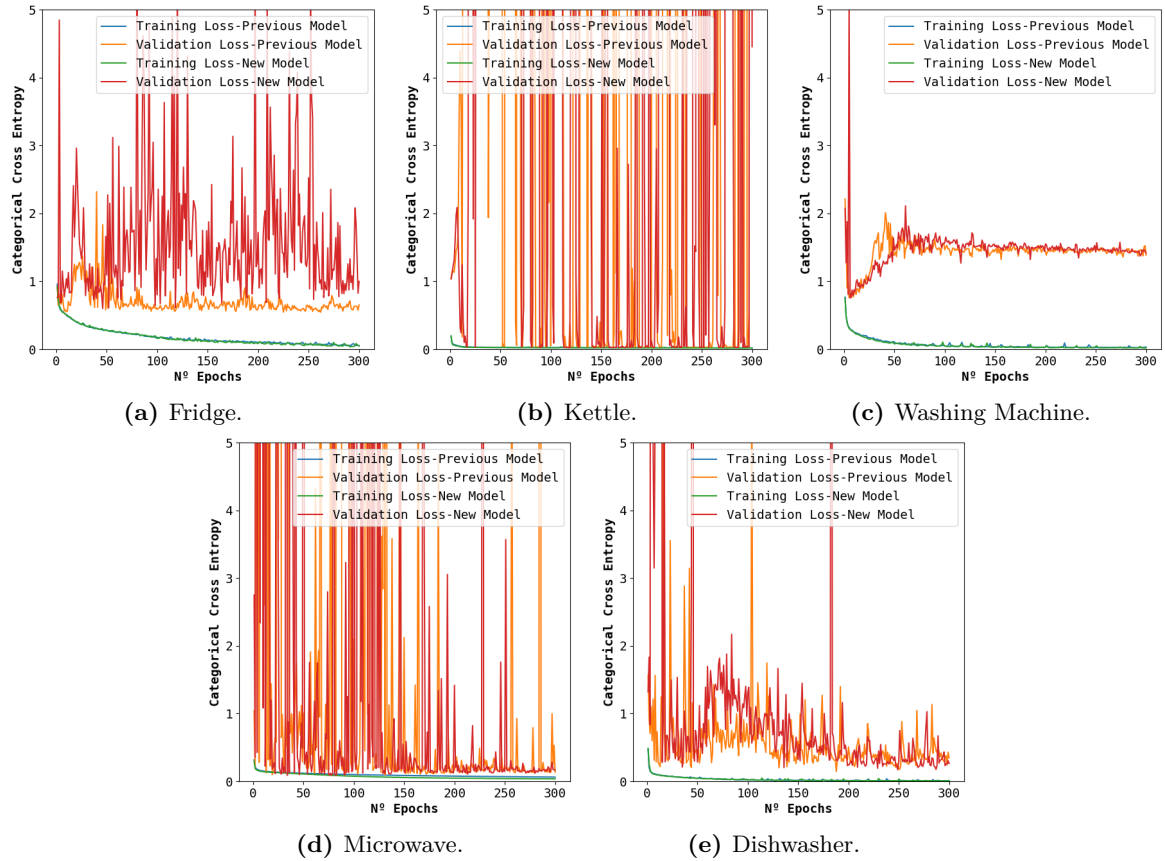 5
4
3
2
1
0
Categorical Cross Entropy
Training Loss-Previous Model
Validation Loss-Previous Model
Training Loss-New Model
Validation Loss-New Model
0 50 100 150 200 250 300
Nº Epochs
(a) Fridge.
5
4
3
2
1
0
Categorical Cross Entropy
Training Loss-Previous Model
Validation Loss-Previous Model
Training Loss-New Model
Validation Loss-New Model
0 50 100 150 200 250 300
Nº Epochs
(b) Kettle.
5
4
3
2
1
0
Categorical Cross Entropy
Training Loss-Previous Model
Validation Loss-Previous Model
Training Loss-New Model
Validation Loss-New Model
0 50 100 150 200 250 300
Nº Epochs
(c) Washing Machine.
5
4
3
2
1
0
Categorical Cross Entropy
Training Loss-Previous Model
Validation Loss-Previous Model
Training Loss-New Model
Validation Loss-New Model
0 50 100 150 200 250 300
Nº Epochs
(d) Microwave.
5
4
3
2
1
0
Categorical Cross Entropy
Training Loss-Previous Model
Validation Loss-Previous Model
Training Loss-New Model
Validation Loss-New Model
0 50 100 150 200 250 300
Nº Epochs
(e) Dishwasher.